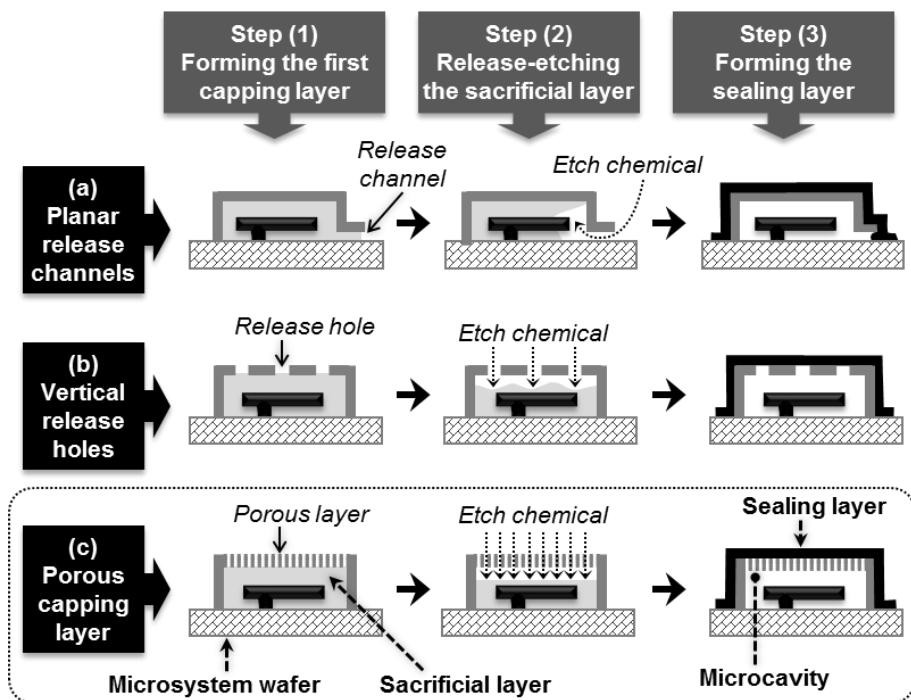 Step (1)
Forming the first
capping layer
Step (2)
Release-etching
the sacrificial layer
Step (3)
Forming the
sealing layer
(a)
Planar
release
channels
Release
channel
Etch chemical
(b)
Vertical
release
holes
Release hole
Etch chemical
(c)
Porous
capping
layer
Porous layer
Etch chemical
Sealing layer
Microsystem wafer
Sacrificial layer
Microcavity